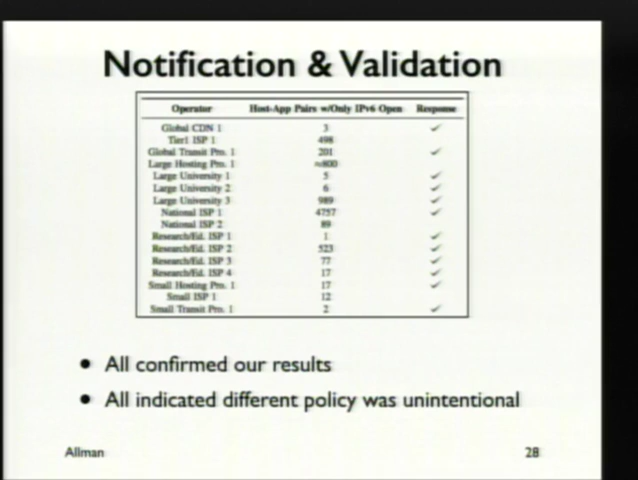 Notification & Validation
Operator Host-App Pairs w/Only IPv6 Open Response
Global CDN 1 3 ✓
Tier1 ISP 1 498
Global Transit Pro. 1 201 ✓
Large Hosting Pro. 1 ≈800
Large University 1 5 ✓
Large University 2 6 ✓
Large University 3 989 ✓
National ISP 1 4757 ✓
National ISP 2 89
Research/Ed. ISP 1 1 ✓
Research/Ed. ISP 2 523 ✓
Research/Ed. ISP 3 77 ✓
Research/Ed. ISP 4 17 ✓
Small Hosting Pro. 1 17 ✓
Small ISP 1 12
Small Transit Pro. 1 2 ✓
• All confirmed our results
• All indicated different policy was unintentional
Allman 28